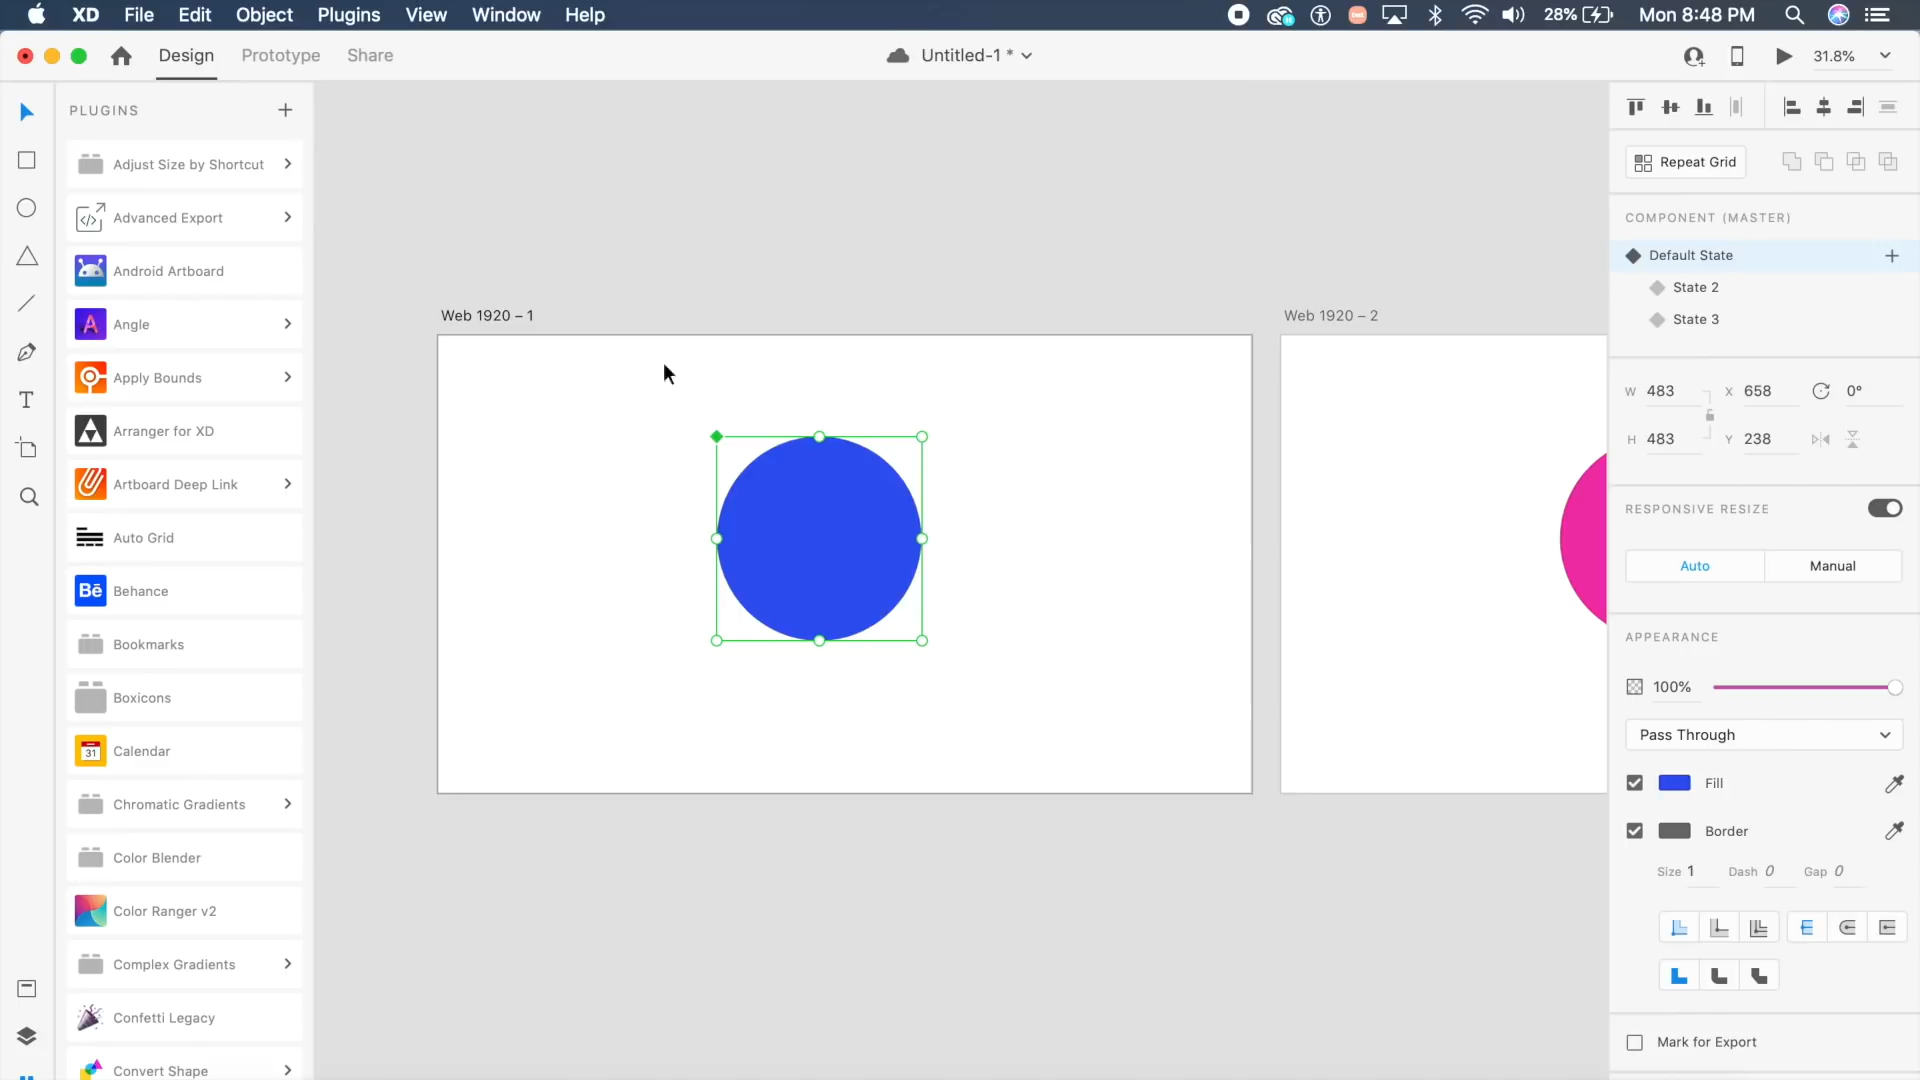 XD File Edit Object Plugins View Window Help
28% Mon 8:48 PM
Design Prototype Share
Untitled-1 *
31.8%
PLUGINS
Adjust Size by Shortcut
Advanced Export
Android Artboard
Angle
Apply Bounds
Arranger for XD
Artboard Deep Link
Auto Grid
Bē Behance
Bookmarks
Boxicons
31 Calendar
Chromatic Gradients
Color Blender
Color Ranger v2
Complex Gradients
Confetti Legacy
Convert Shape
Web 1920 – 1
Web 1920 – 2
Repeat Grid
COMPONENT (MASTER)
Default State
State 2
State 3
W 483 X 658 0°
H 483 Y 238
RESPONSIVE RESIZE
Auto Manual
APPEARANCE
100%
Pass Through
Fill
Border
Size 1 Dash 0 Gap 0
Mark for Export